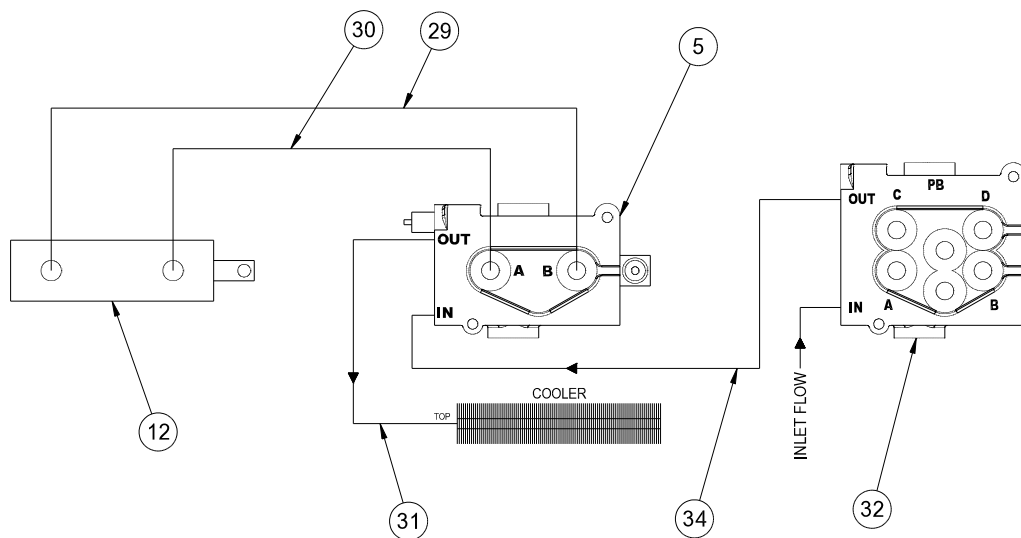 30
29
5
PB
C
D
OUT
OUT
A
B
IN
IN
A
B
COOLER
TOP
INLET FLOW
12
31
34
32